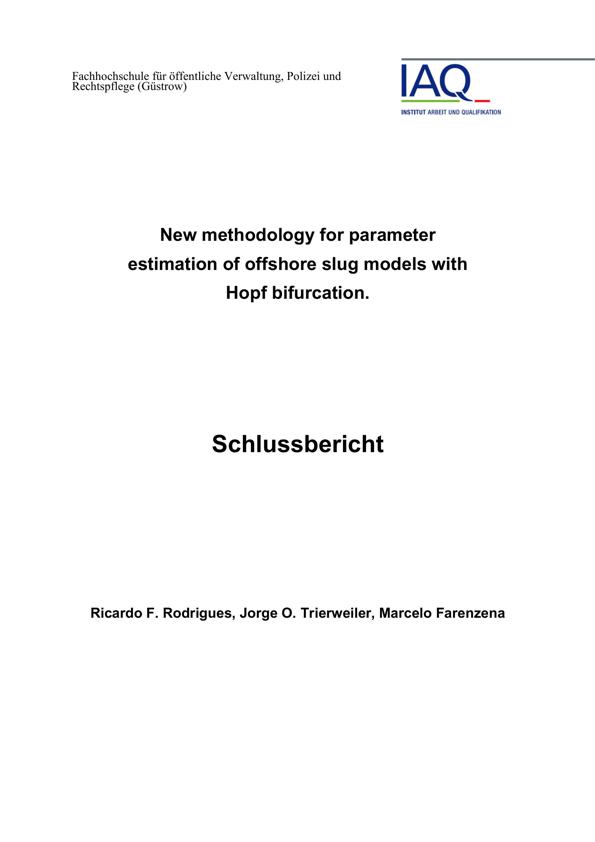 Fachhochschule für öffentliche Verwaltung, Polizei und
Rechtspflege (Güstrow)
IAQ
INSTITUT ARBEIT UND QUALIFIKATION
New methodology for parameter
estimation of offshore slug models with
Hopf bifurcation.
Schlussbericht
Ricardo F. Rodrigues, Jorge O. Trierweiler, Marcelo Farenzena